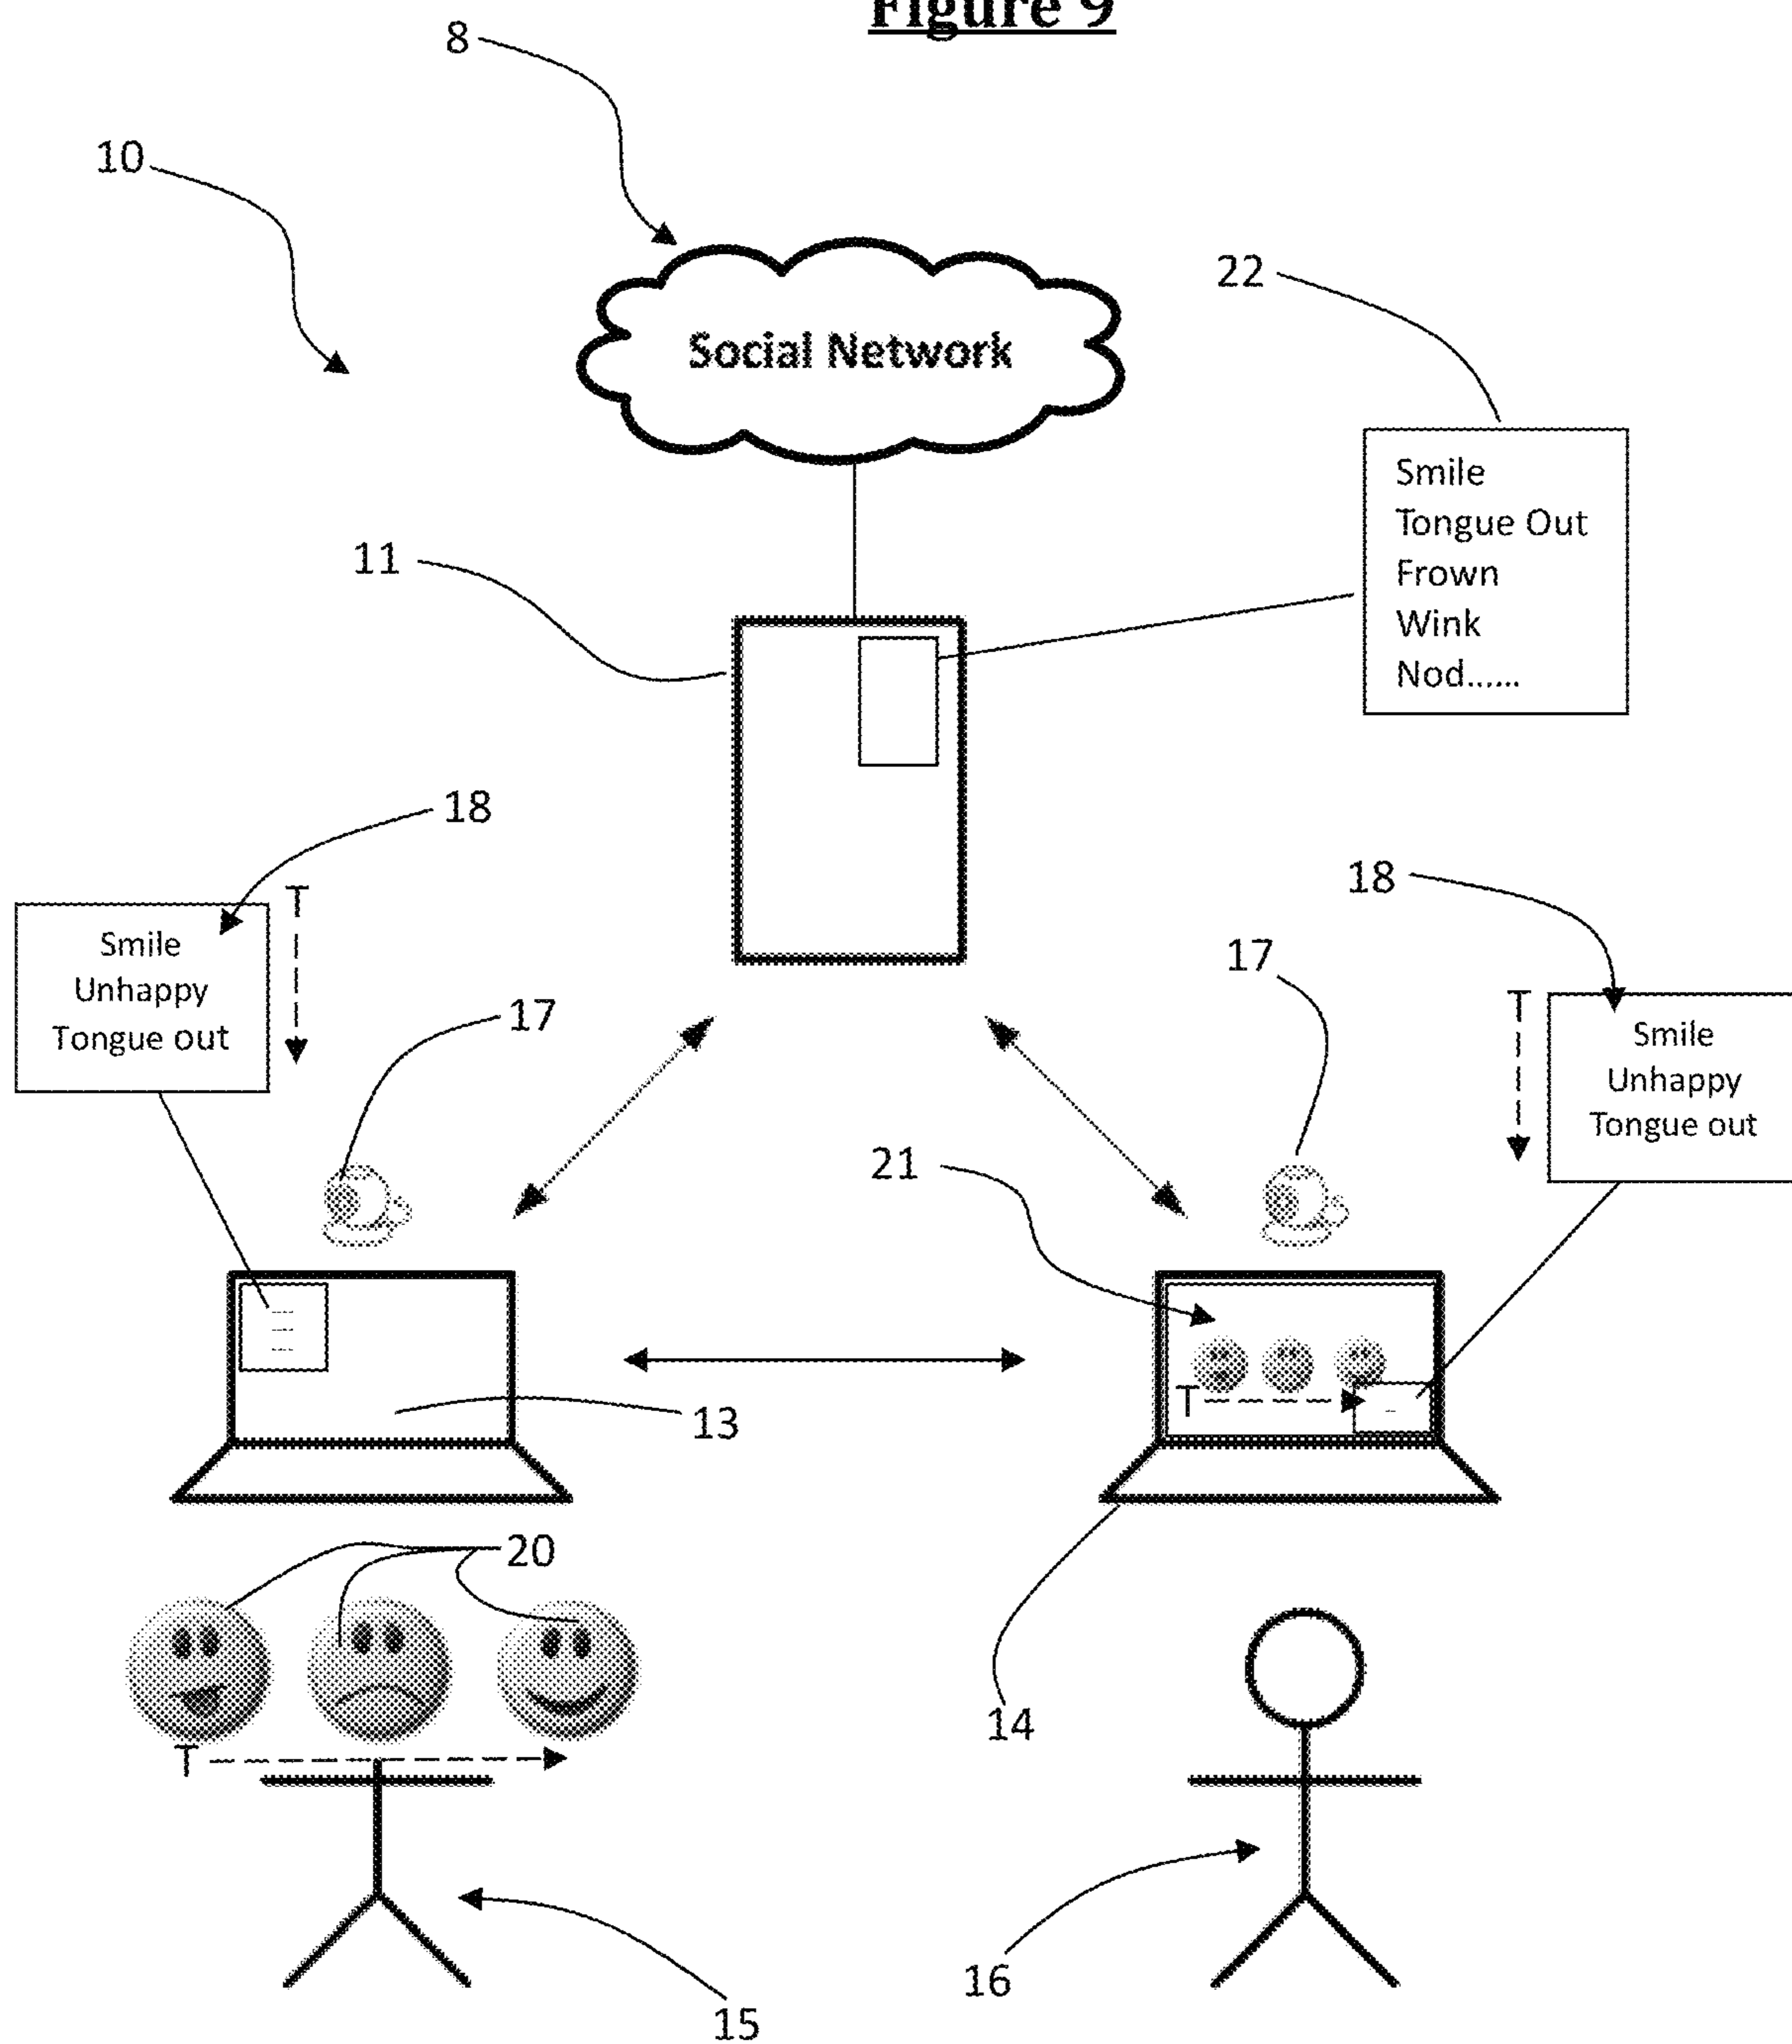 Figure 9
8
10
22
Social Network
Smile
Tongue Out
Frown
Wink
Nod......
11
18
T
Smile
Unhappy
Tongue out
18
17
T
Smile
Unhappy
Tongue out
17
21
T
13
20
14
T
16
15